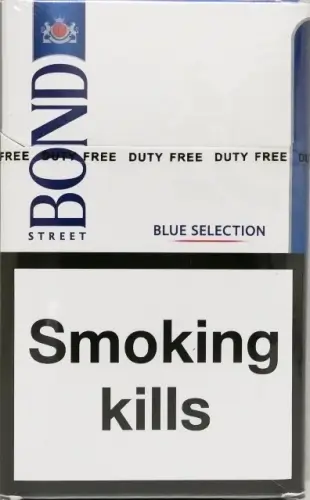 BOND
STREET
FREE DUTY FREE DUTY FREE DUTY FREE
BLUE SELECTION
Smoking
kills